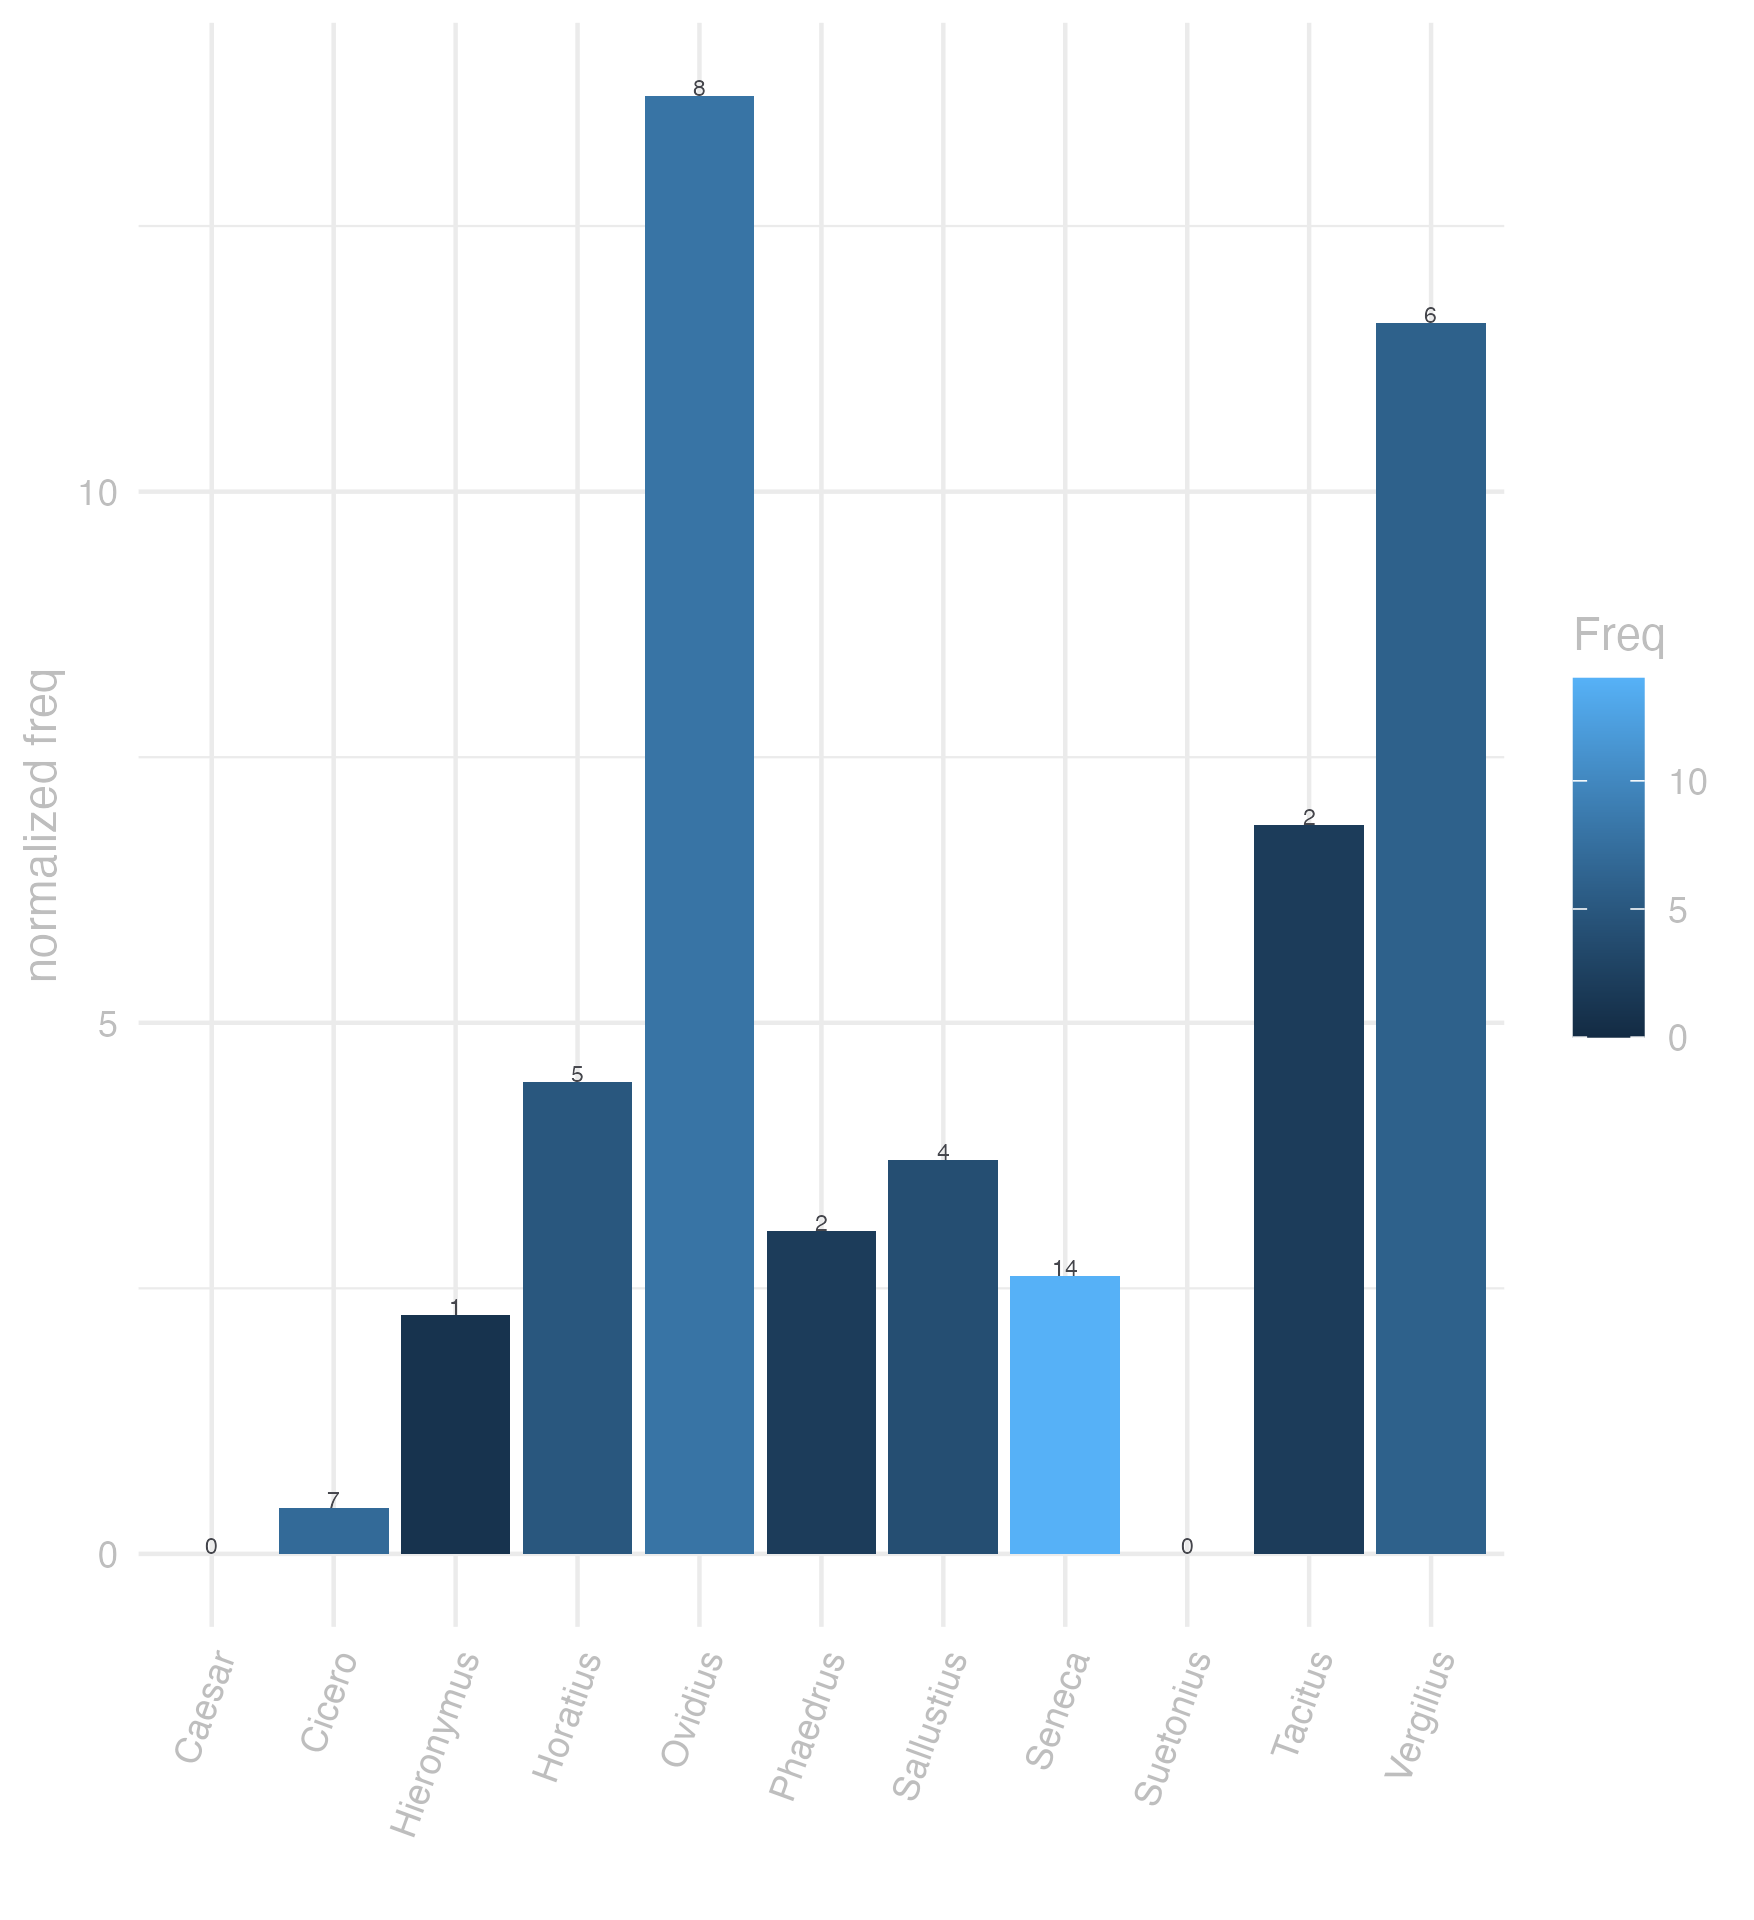 8
6
10
Freq
10
normalized freq
2
5
5
0
5
4
2
14
1
7
0
0
0
Caesar
Cicero
Hieronymus
Horatius
Ovidius
Phaedrus
Sallustius
Seneca
Suetonius
Tacitus
Vergilius